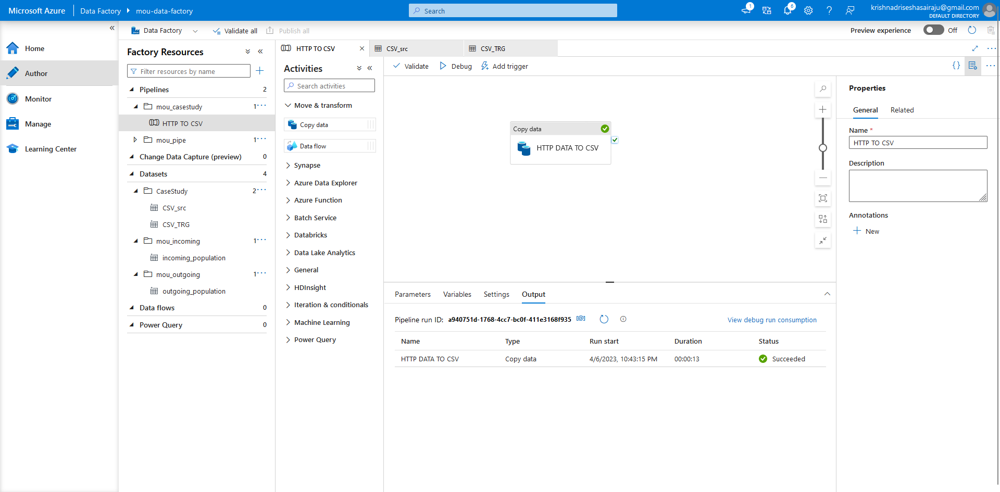 Microsoft Azure Data Factory mou-data-factory Search 1 6 krishnadriseshasairaju@gmail.com
DEFAULT DIRECTORY
Data Factory Validate all Publish all Preview experience Off
Home
Author
Monitor
Manage
Learning Center
Factory Resources
Filter resources by name
Pipelines 2
mou_casestudy 1
HTTP TO CSV
mou_pipe 1
Change Data Capture (preview) 0
Datasets 4
CaseStudy 2
CSV_src
CSV_TRG
mou_incoming 1
incoming_population
mou_outgoing 1
outgoing_population
Data flows 0
Power Query 0
HTTP TO CSV CSV_src CSV_TRG
Activities
Search activities
Move & transform
Copy data
Data flow
Synapse
Azure Data Explorer
Azure Function
Batch Service
Databricks
Data Lake Analytics
General
HDInsight
Iteration & conditionals
Machine Learning
Power Query
Validate Debug Add trigger
Copy data
HTTP DATA TO CSV
Parameters Variables Settings Output
Pipeline run ID: a940751d-1768-4cc7-bc0f-411e3168f935 View debug run consumption
Name Type Run start Duration Status
HTTP DATA TO CSV Copy data 4/6/2023, 10:43:15 PM 00:00:13 Succeeded
Properties
General Related
Name *
HTTP TO CSV
Description
Annotations
New